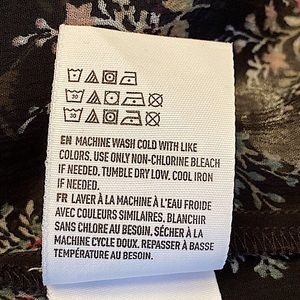 30
30
EN MACHINE WASH COLD WITH LIKE
COLORS. USE ONLY NON-CHLORINE BLEACH
IF NEEDED. TUMBLE DRY LOW. COOL IRON
IF NEEDED.
FR LAVER À LA MACHINE À L'EAU FROIDE
AVEC COULEURS SIMILAIRES. BLANCHIR
SANS CHLORE AU BESOIN. SÉCHER À LA
MACHINE CYCLE DOUX. REPASSER À BASSE
TEMPÉRATURE AU BESOIN.